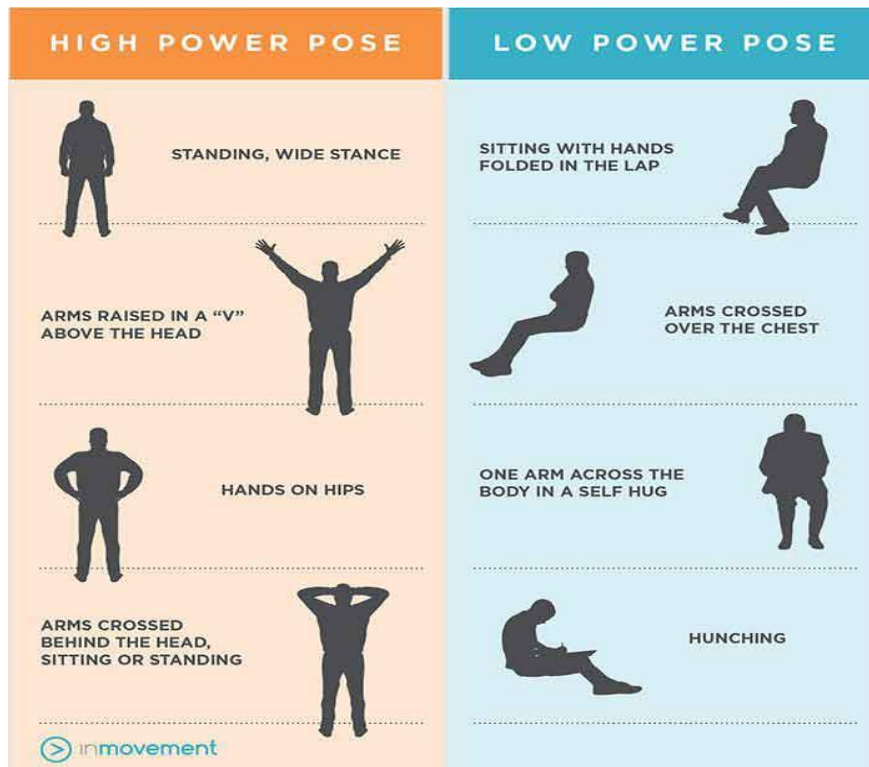 HIGH POWER POSE
STANDING, WIDE STANCE
ARMS RAISED IN A “V”
ABOVE THE HEAD
HANDS ON HIPS
ARMS CROSSED
BEHIND THE HEAD,
SITTING OR STANDING
inmovement
LOW POWER POSE
SITTING WITH HANDS
FOLDED IN THE LAP
ARMS CROSSED
OVER THE CHEST
ONE ARM ACROSS THE
BODY IN A SELF HUG
HUNCHING